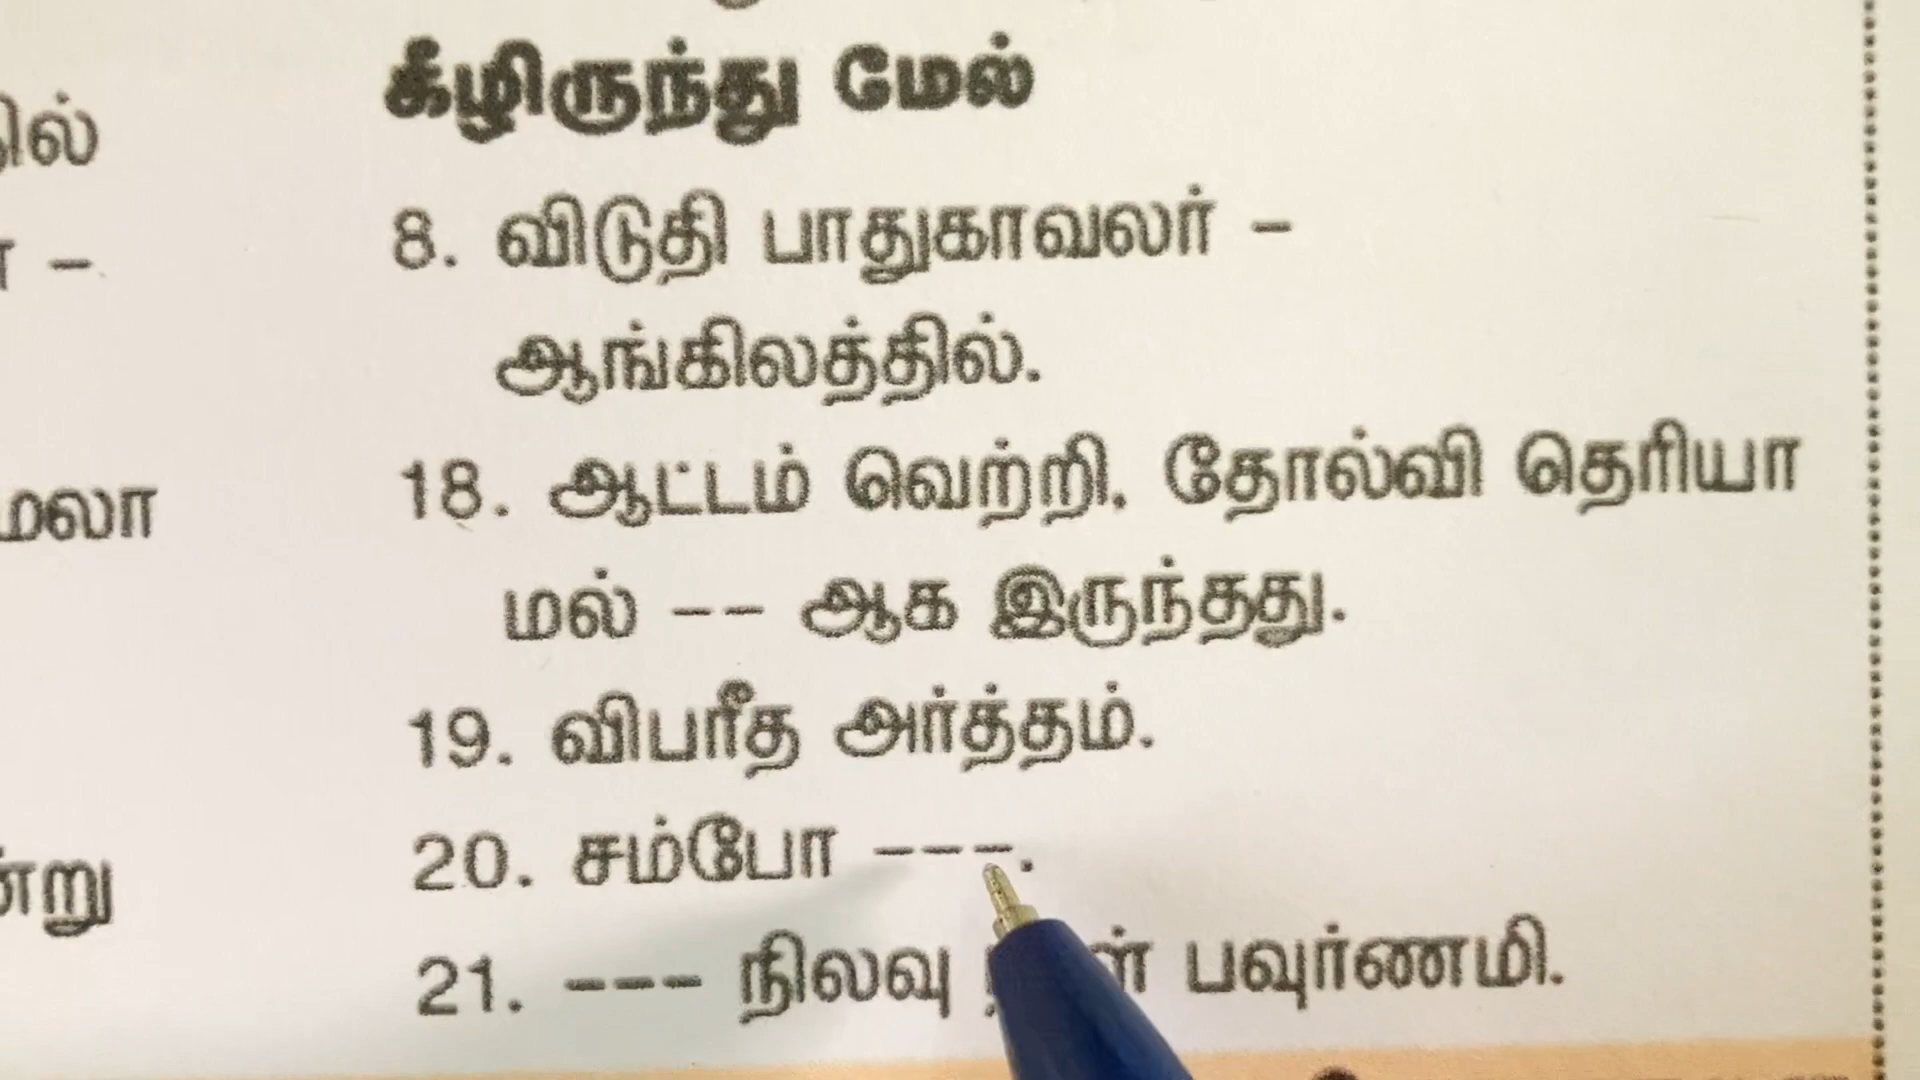 கீழிருந்து மேல்
8. விடுதி பாதுகாவலர் –
ஆங்கிலத்தில்.
18. ஆட்டம் வெற்றி, தோல்வி தெரியா
மல் –– ஆக இருந்தது.
19. விபரீத அர்த்தம்.
20. சம்போ –––.
21. ––– நிலவு பவுர்ணமி.